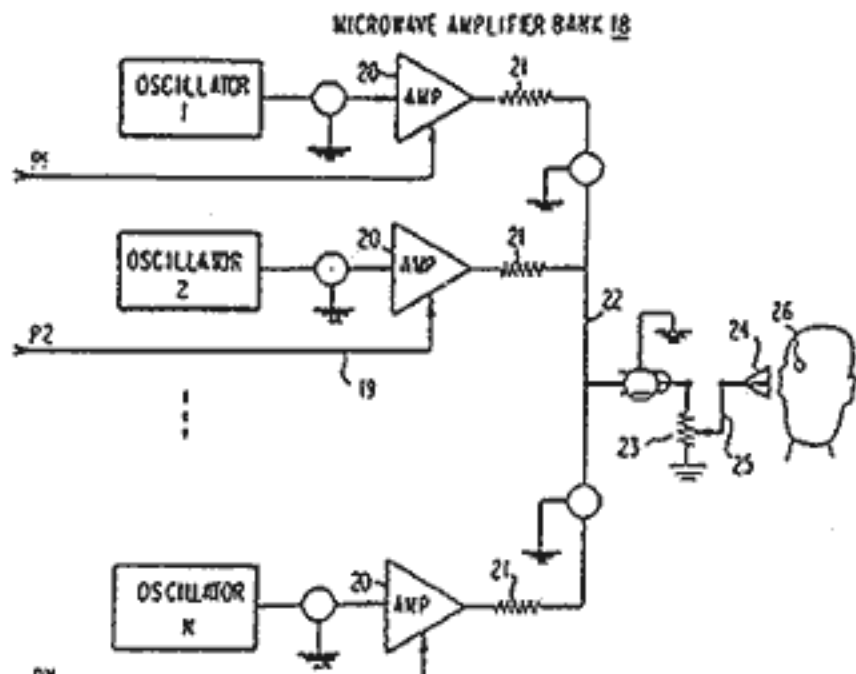 MICROWAVE AMPLIFIER BANK 18
OSCILLATOR
1
20
AMP
21
P1
OSCILLATOR
2
20
AMP
21
22
P2
19
24
26
23
25
OSCILLATOR
N
20
AMP
21